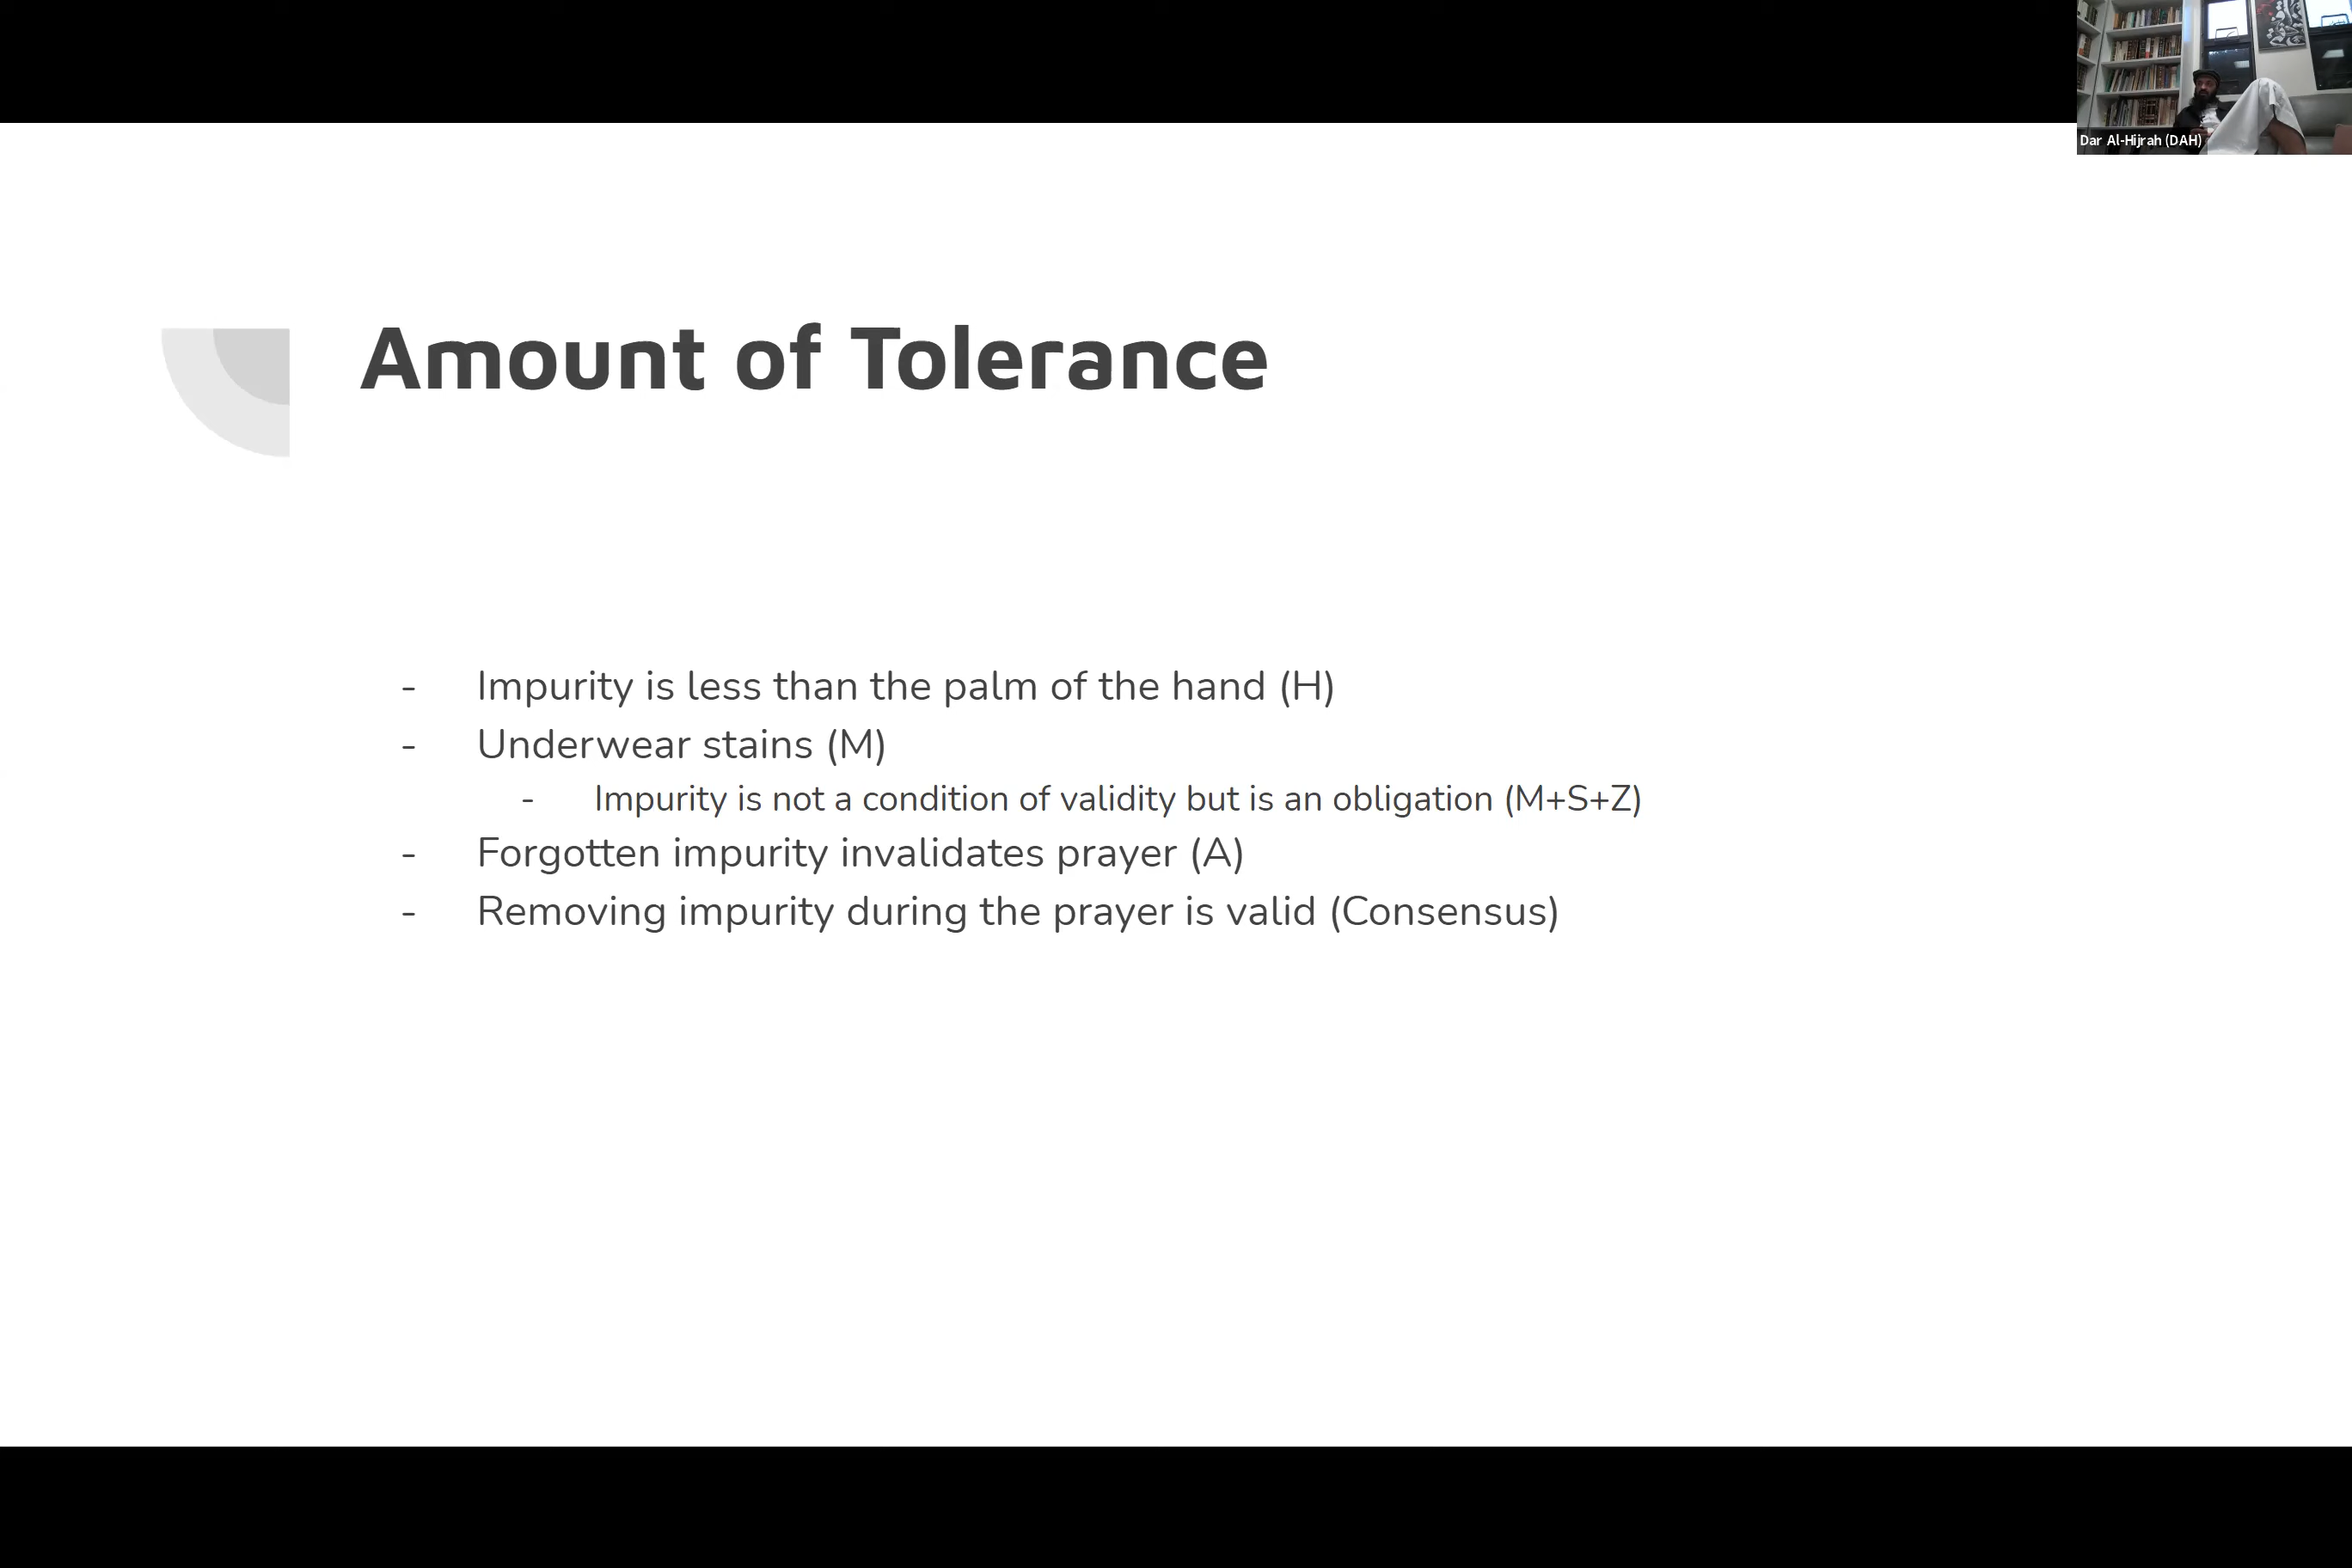 Dar Al-Hijrah (DAH)
Amount of Tolerance
- Impurity is less than the palm of the hand (H)
- Underwear stains (M)
- Impurity is not a condition of validity but is an obligation (M+S+Z)
- Forgotten impurity invalidates prayer (A)
- Removing impurity during the prayer is valid (Consensus)